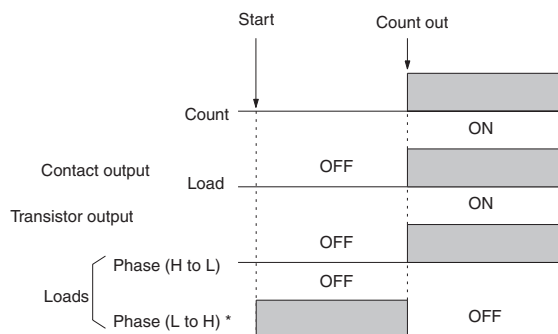 Start
Count out
Count
ON
Contact output
OFF
Load
ON
Transistor output
OFF
Phase (H to L)
OFF
Loads
Phase (L to H) *
OFF